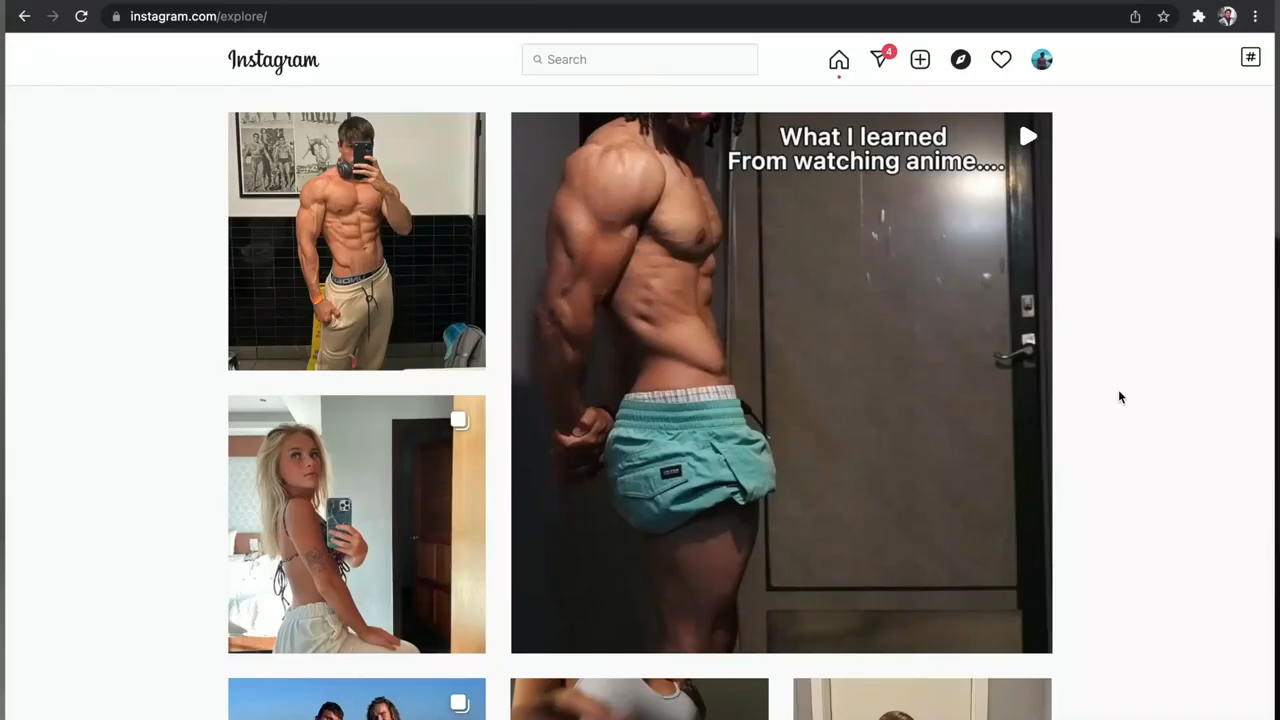 instagram.com/explore/
Instagram
Search
4
#
What I learned
From watching anime....